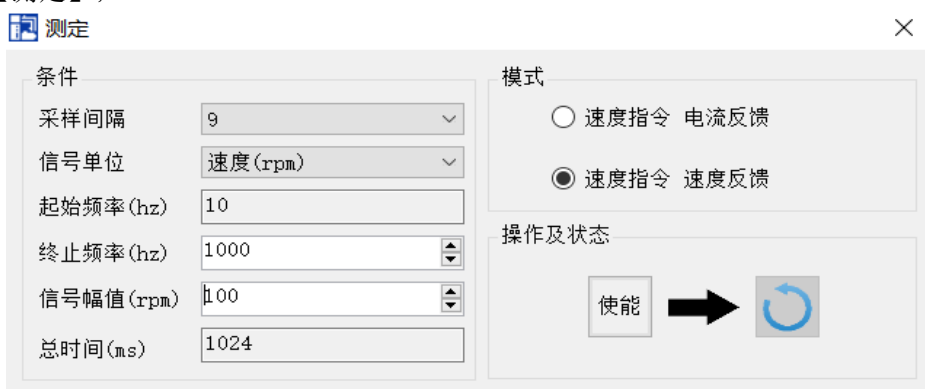 测定
条件
采样间隔 9
信号单位 速度(rpm)
起始频率(hz) 10
终止频率(hz) 1000
信号幅值(rpm) 100
总时间(ms) 1024
模式
速度指令 电流反馈
速度指令 速度反馈
操作及状态
使能